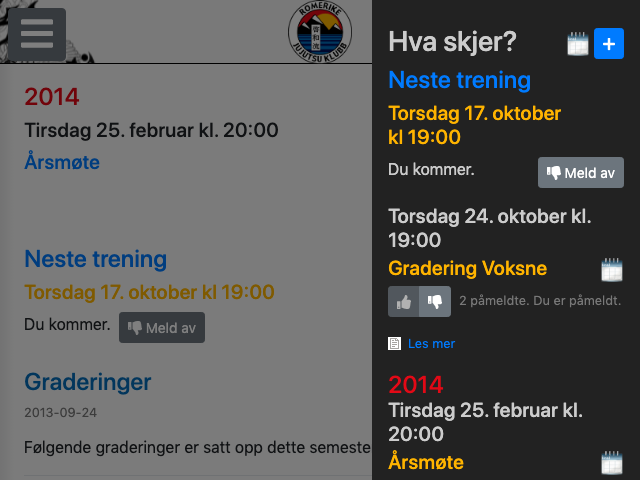 ROMERIKE
JUJUTSU KLUBB
2014
Tirsdag 25. februar kl. 20:00
Årsmøte
Neste trening
Torsdag 17. oktober kl 19:00
Du kommer.
Meld av
Graderinger
2013-09-24
Følgende graderinger er satt opp dette semeste
Hva skjer?
+
Neste trening
Torsdag 17. oktober
kl 19:00
Du kommer.
Meld av
Torsdag 24. oktober kl.
19:00
Gradering Voksne
2 påmeldte. Du er påmeldt.
Les mer
2014
Tirsdag 25. februar kl.
20:00
Årsmøte